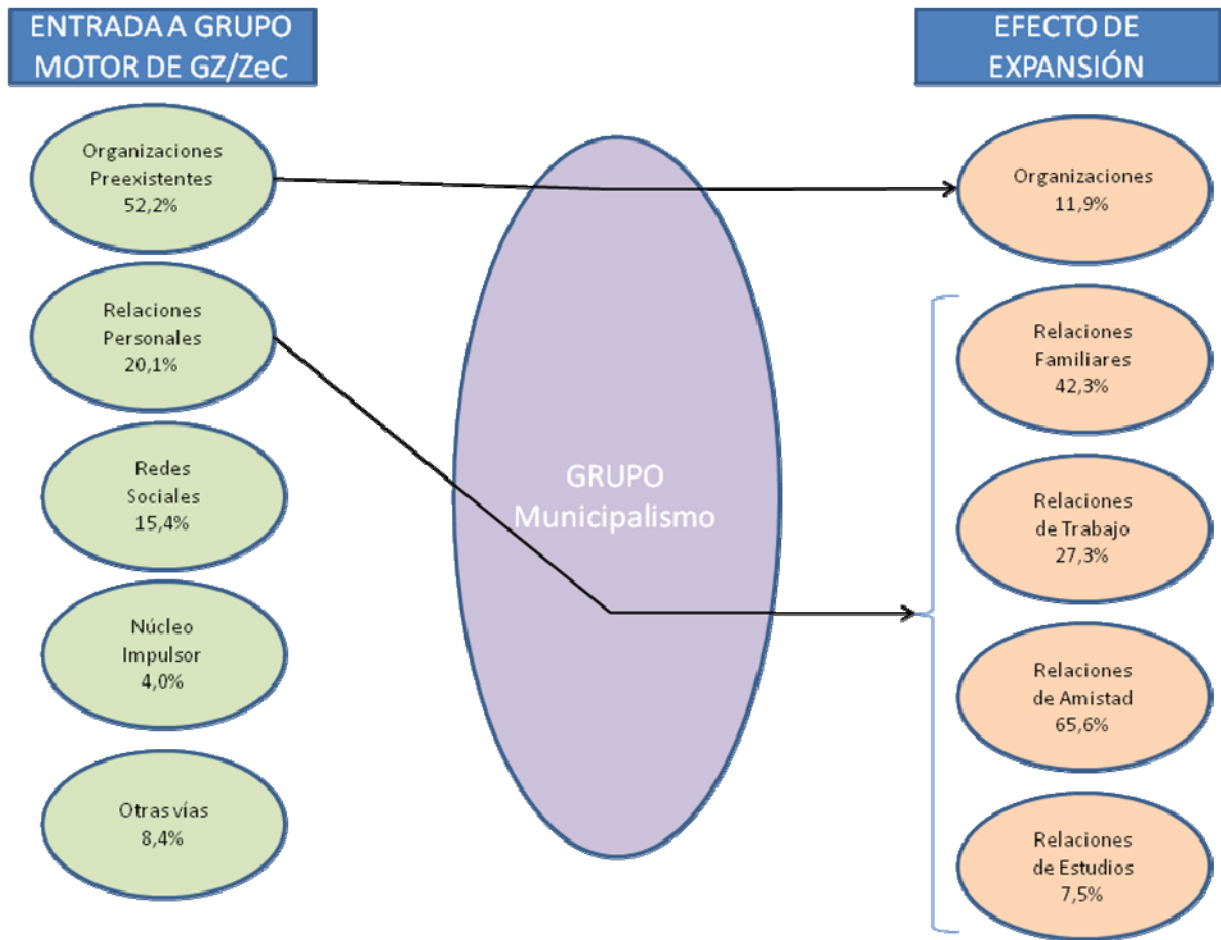 ENTRADA A GRUPO
MOTOR DE GZ/ZeC
Organizaciones
Preexistentes
52,2%
Relaciones
Personales
20,1%
Redes
Sociales
15,4%
Núcleo
Impulsor
4,0%
Otras vías
8,4%
GRUPO
Municipalismo
EFECTO DE
EXPANSIÓN
Organizaciones
11,9%
Relaciones
Familiares
42,3%
Relaciones
de Trabajo
27,3%
Relaciones
de Amistad
65,6%
Relaciones
de Estudios
7,5%